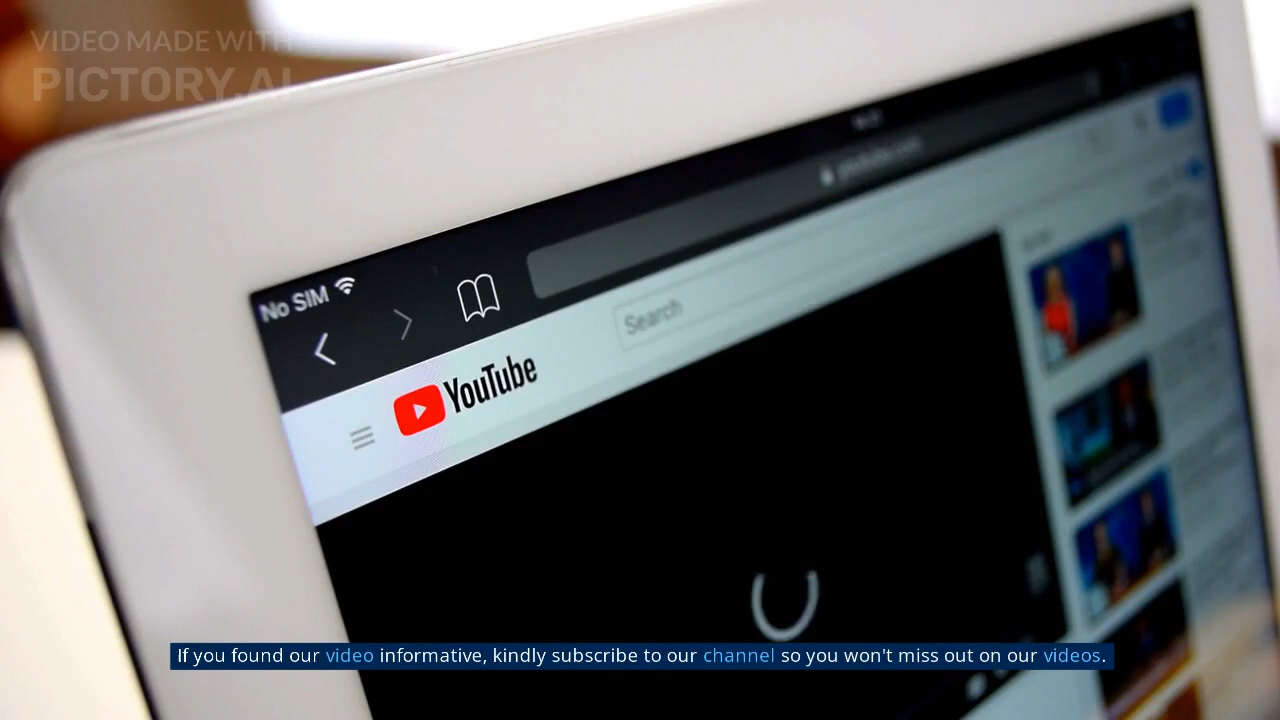 VIDEO MADE WITH
PICTORY.AI
No SIM
Search
YouTube
If you found our video informative, kindly subscribe to our channel so you won't miss out on our videos.